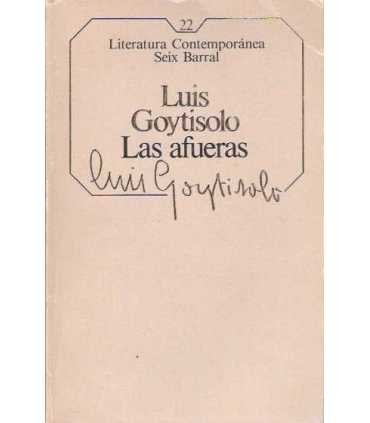 22
Literatura Contemporánea
Seix Barral
Luis
Goytisolo
Las afueras
Luis Goytisolo